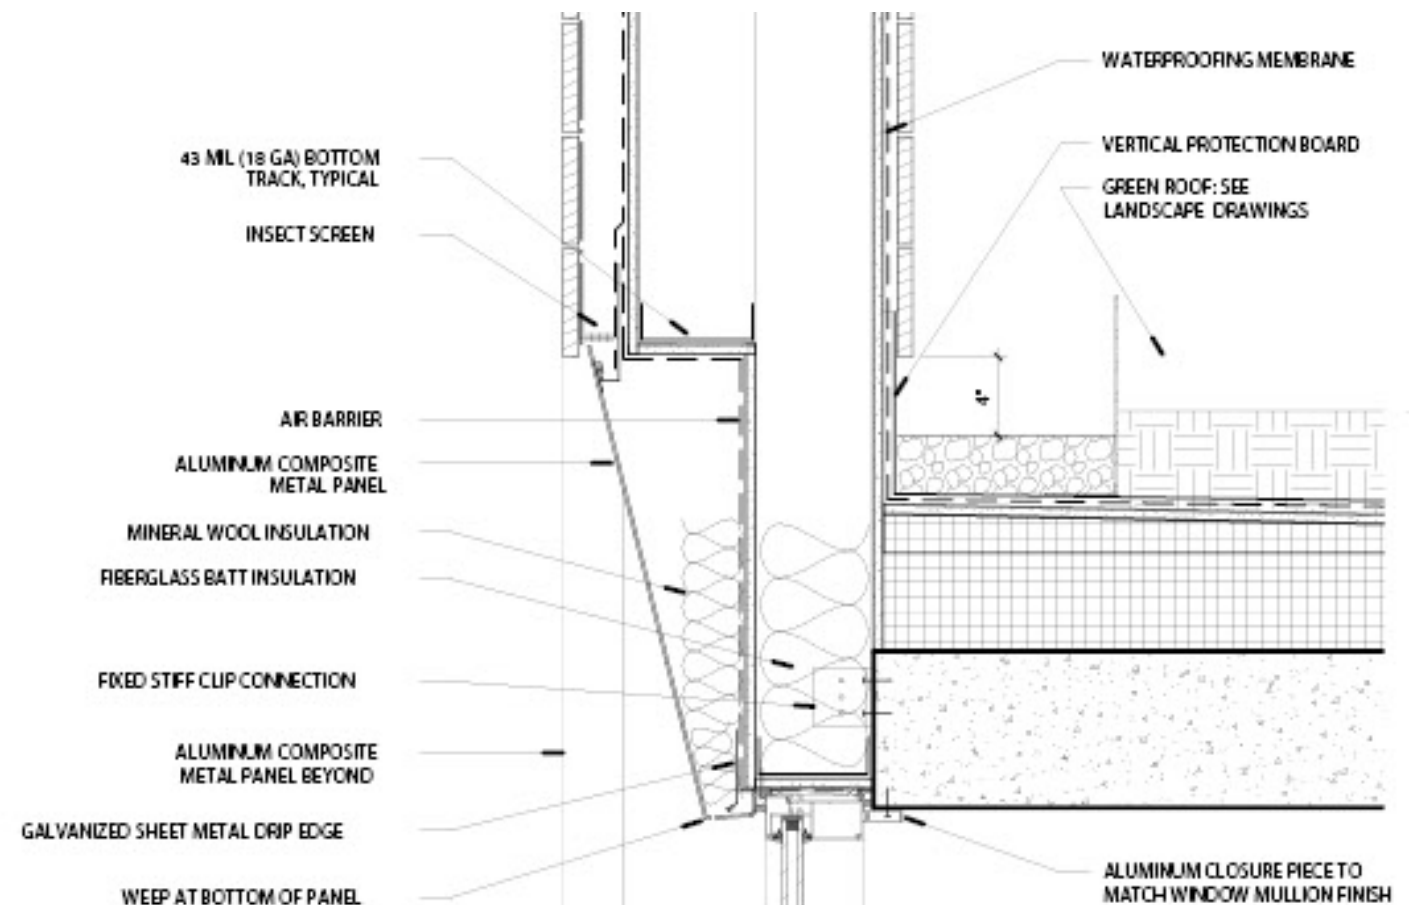 WATERPROOFING MEMBRANE
43 MIL (18 GA) BOTTOM
TRACK, TYPICAL
VERTICAL PROTECTION BOARD
GREEN ROOF: SEE
LANDSCAPE DRAWINGS
INSECT SCREEN
4"
AIR BARRIER
ALUMINUM COMPOSITE
METAL PANEL
MINERAL WOOL INSULATION
FIBERGLASS BATT INSULATION
FIXED STIFF CLIP CONNECTION
ALUMINUM COMPOSITE
METAL PANEL BEYOND
GALVANIZED SHEET METAL DRIP EDGE
WEEP AT BOTTOM OF PANEL
ALUMINUM CLOSURE PIECE TO
MATCH WINDOW MULLION FINISH